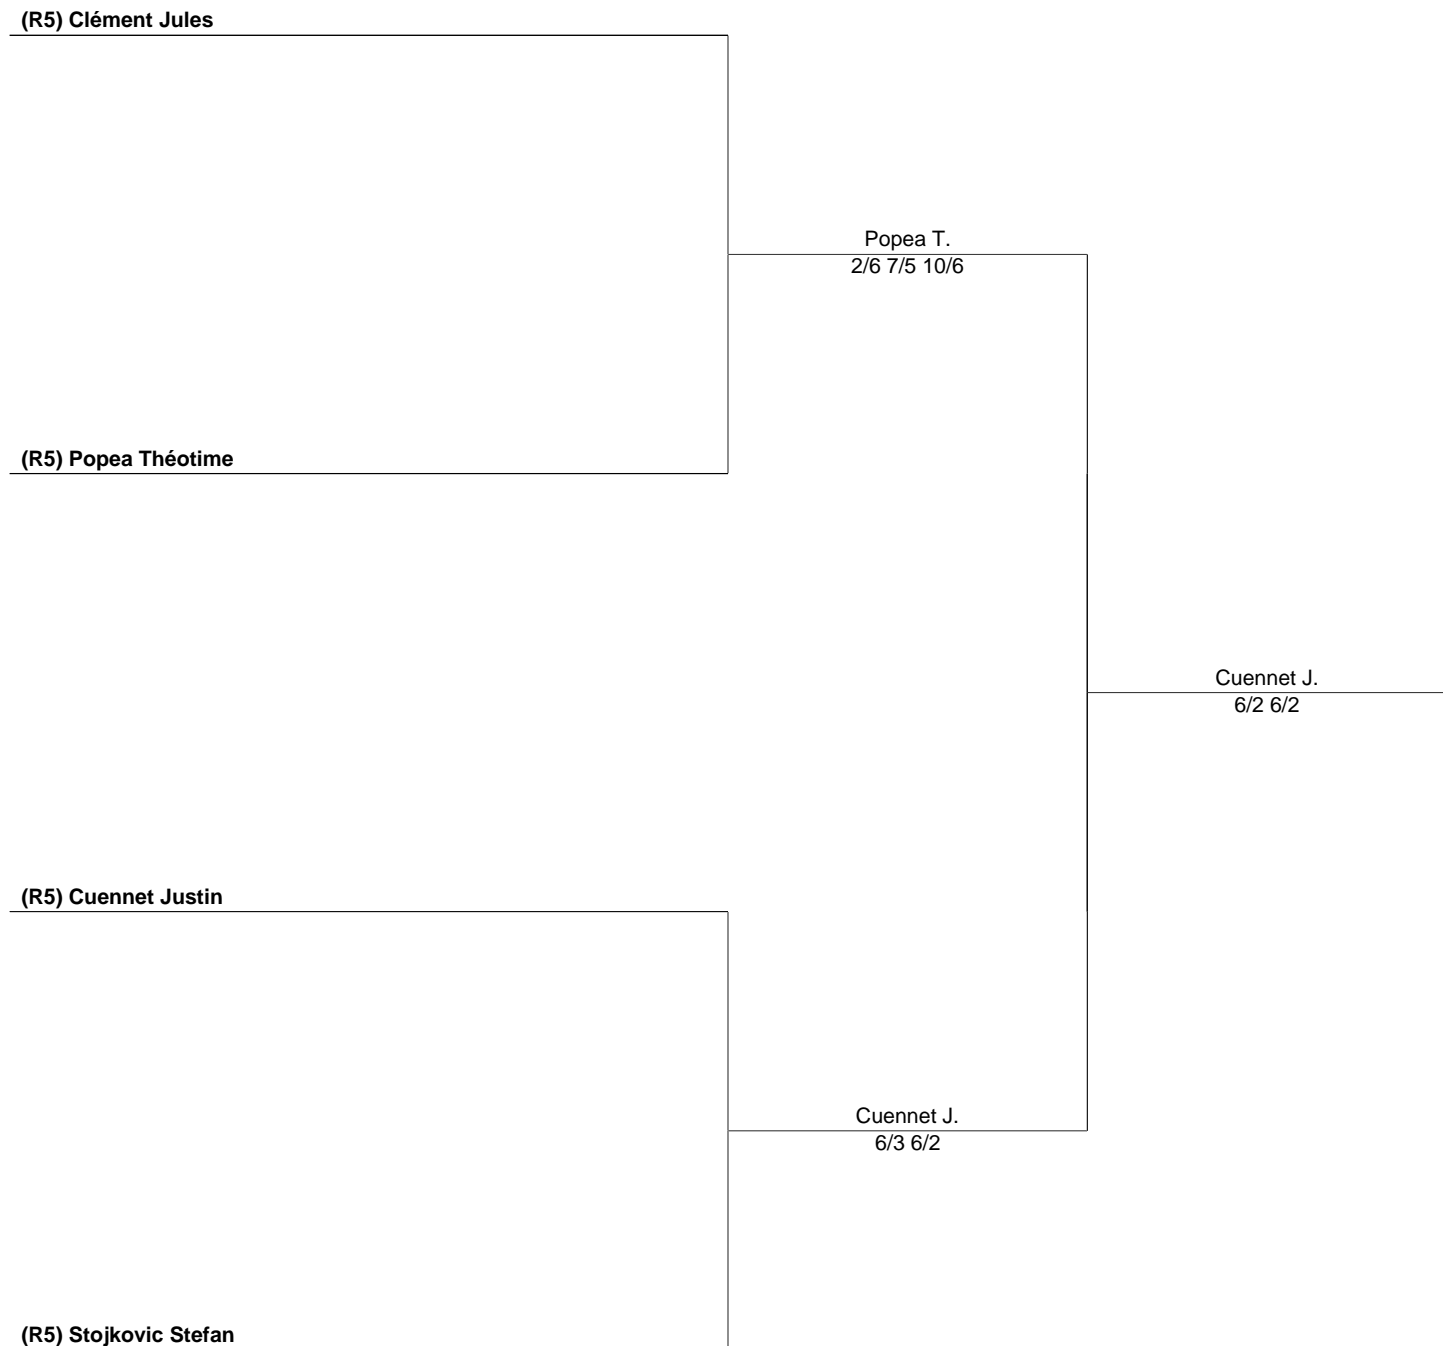 (R5) Clément Jules
Popea T.
2/6 7/5 10/6
(R5) Popea Théotime
Cuennet J.
6/2 6/2
(R5) Cuennet Justin
Cuennet J.
6/3 6/2
(R5) Stojkovic Stefan